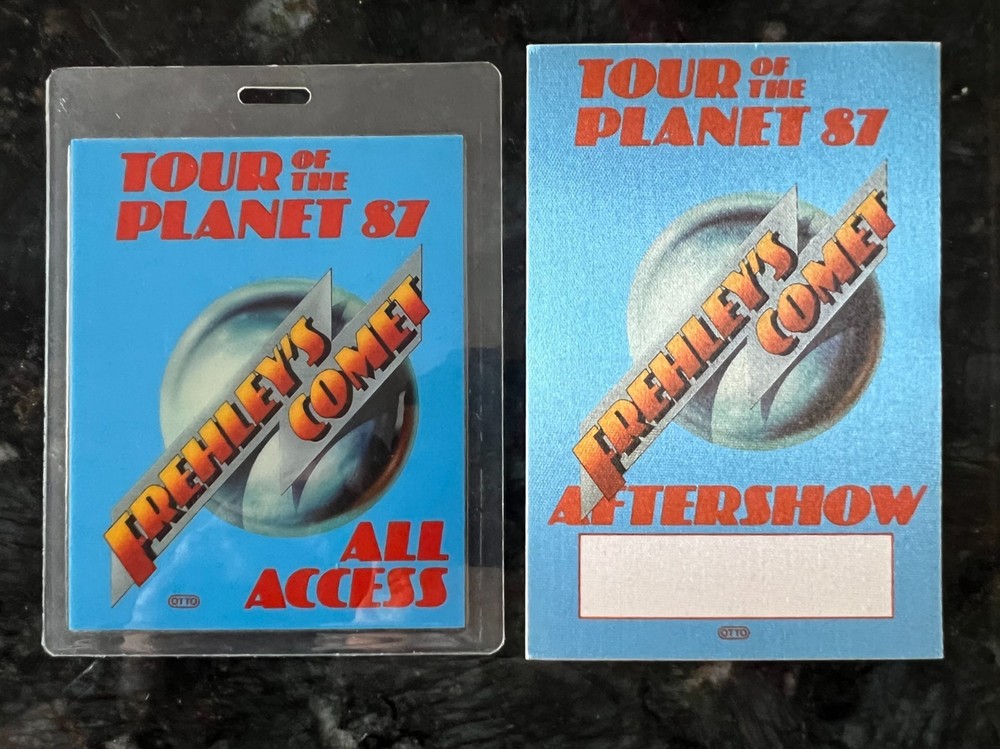 TOUR OF THE
PLANET 87
FREHLEY'S
COMET
ALL
ACCESS
OTTO
TOUR OF THE
PLANET 87
FREHLEY'S
COMET
AFTERSHOW
OTTO